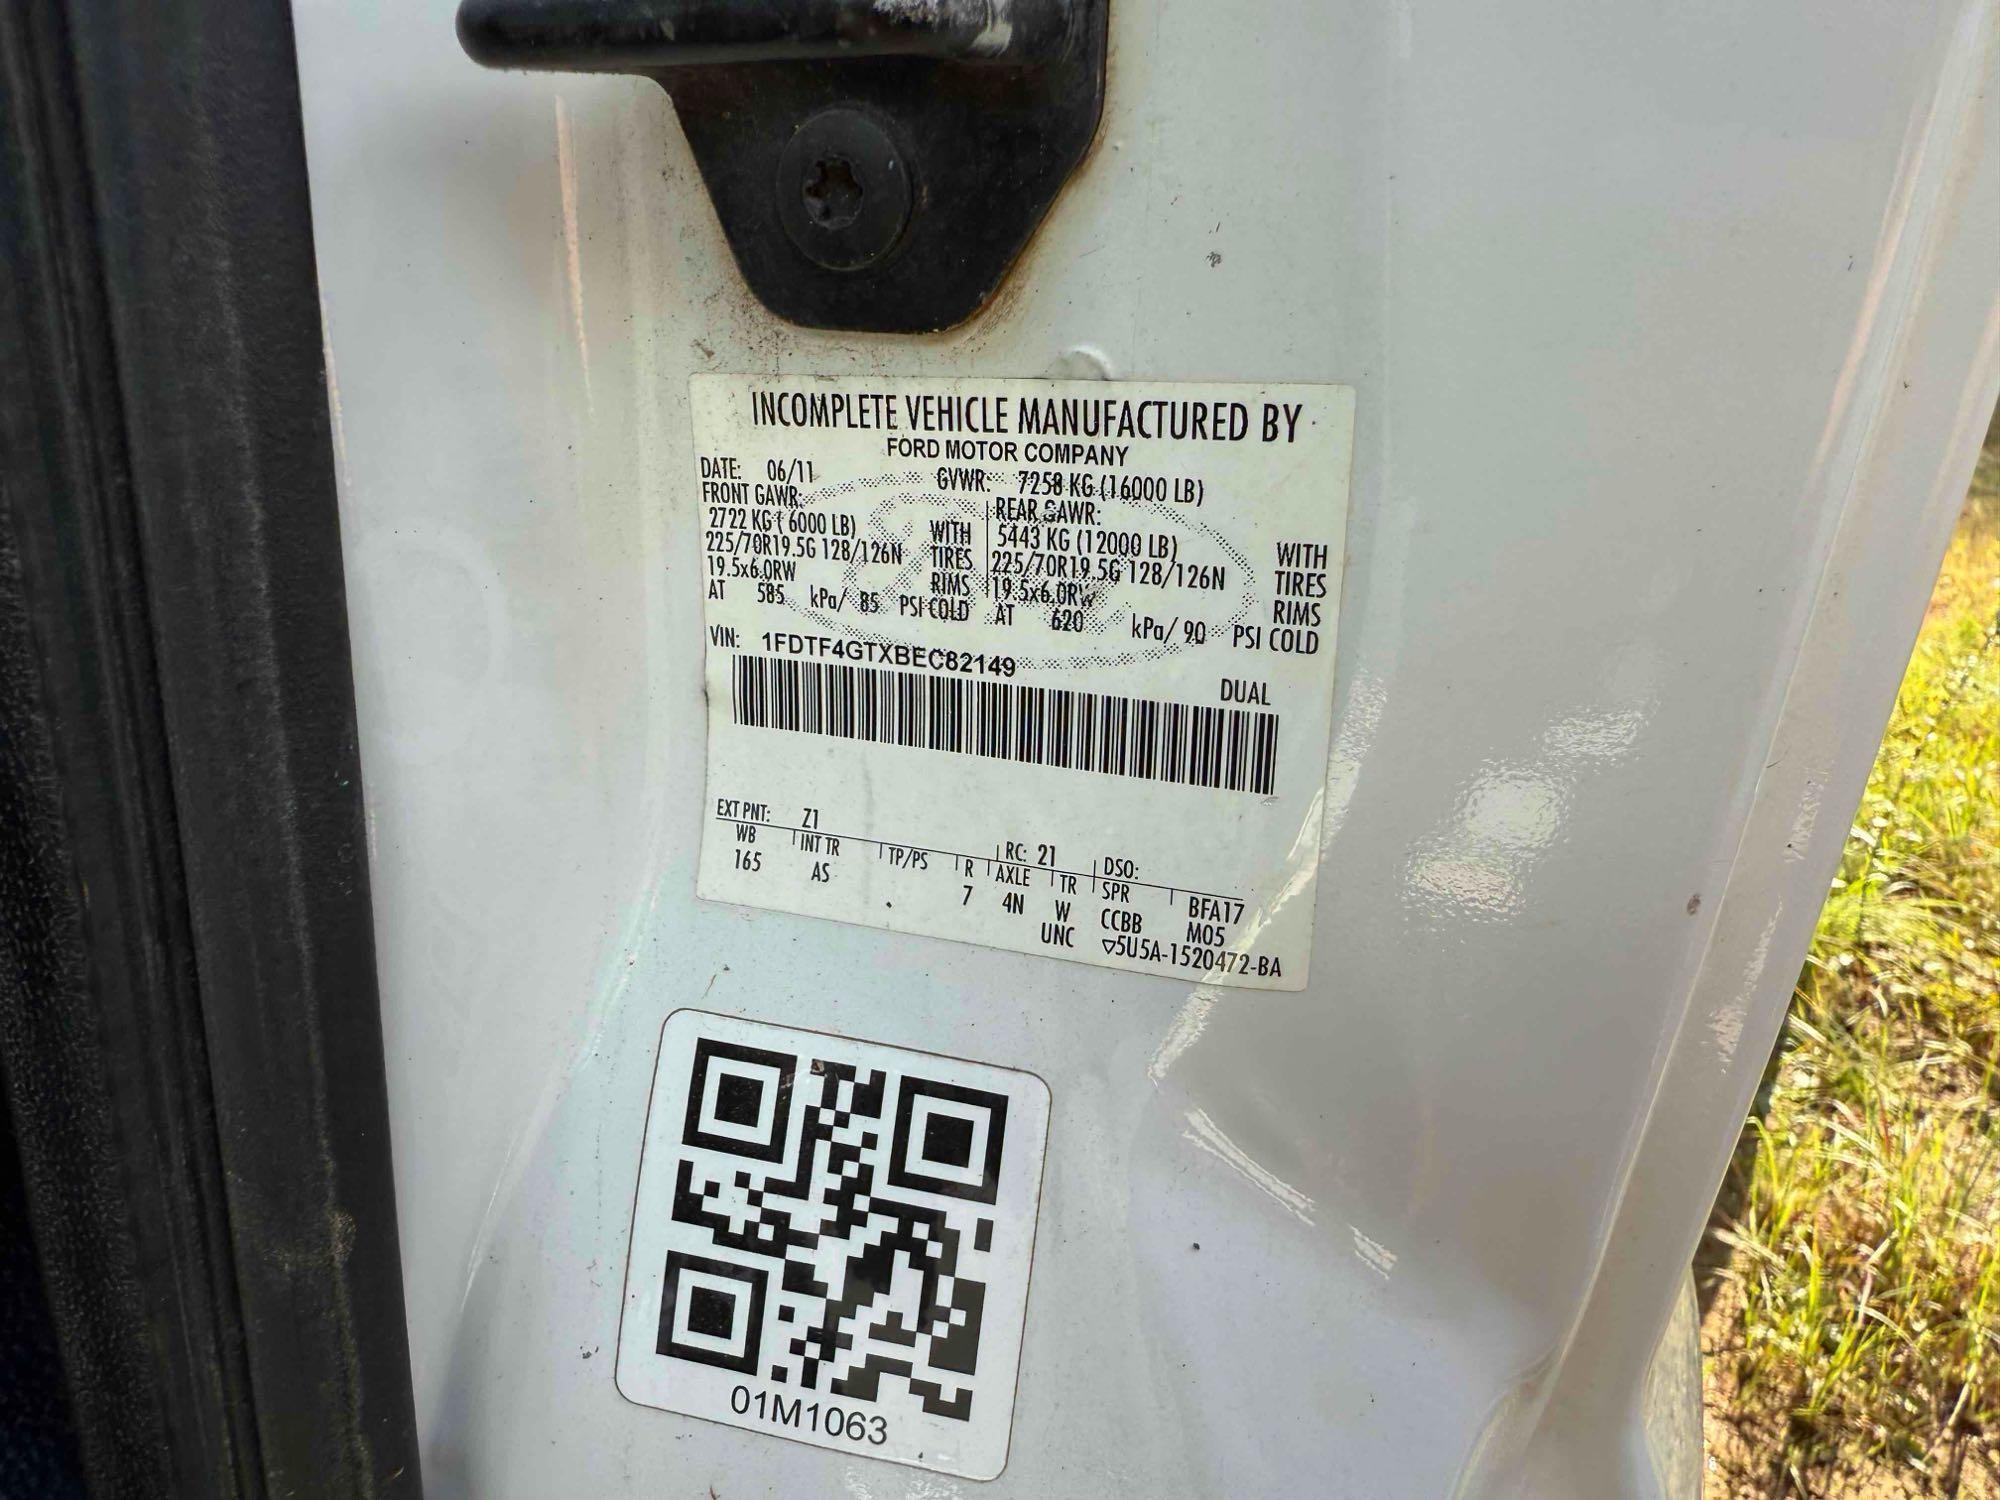 INCOMPLETE VEHICLE MANUFACTURED BY
FORD MOTOR COMPANY
DATE: 06/11 GVWR: 7258 KG (16000 LB)
FRONT GAWR: REAR GAWR:
2722 KG ( 6000 LB) WITH 5443 KG (12000 LB) WITH
225/70R19.5G 128/126N TIRES 225/70R19.5G 128/126N TIRES
19.5x6.0RW RIMS 19.5x6.0RW RIMS
AT 585 kPa/ 85 PSI COLD AT 620 kPa/ 90 PSI COLD
VIN: 1FDTF4GTXBEC82149
DUAL
EXT PNT: Z1 RC: 21 DSO:
WB INT TR TP/PS R AXLE TR SPR BFA17
165 AS 7 4N W CCBB M05
UNC ▽5U5A-1520472-BA
01M1063